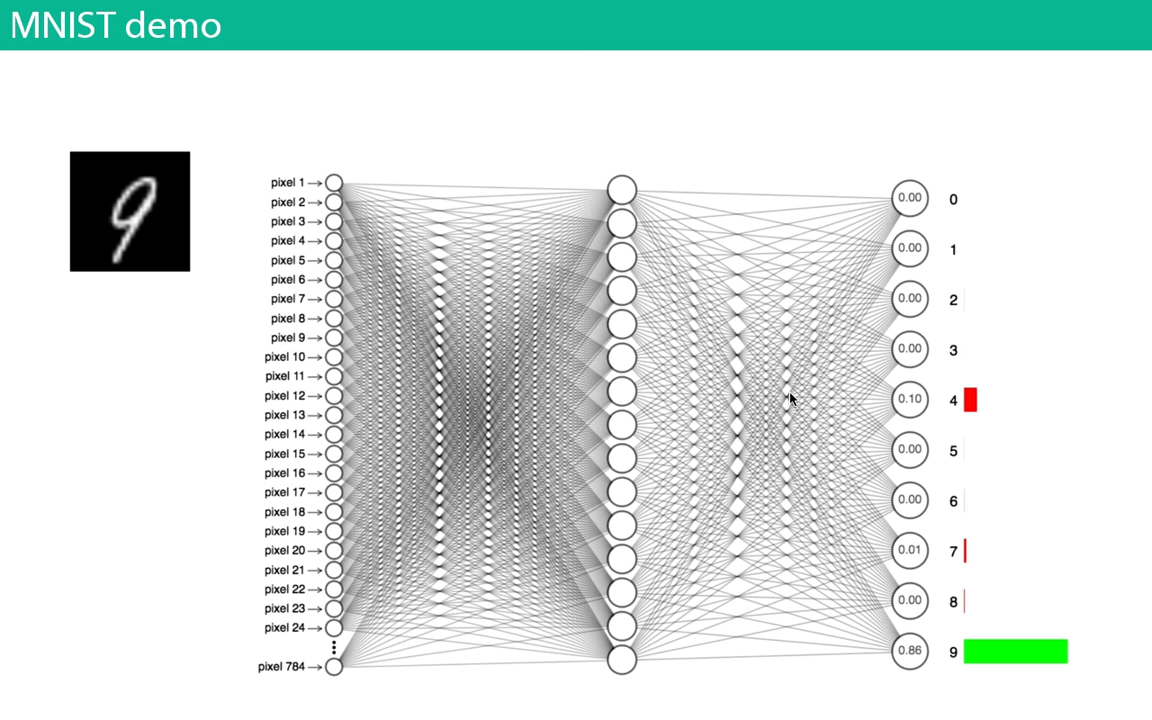 MNIST demo
9
pixel 1
pixel 2
pixel 3
pixel 4
pixel 5
pixel 6
pixel 7
pixel 8
pixel 9
pixel 10
pixel 11
pixel 12
pixel 13
pixel 14
pixel 15
pixel 16
pixel 17
pixel 18
pixel 19
pixel 20
pixel 21
pixel 22
pixel 23
pixel 24
pixel 784
0.00 0
0.00 1
0.00 2
0.00 3
0.10 4
0.00 5
0.00 6
0.01 7
0.00 8
0.86 9